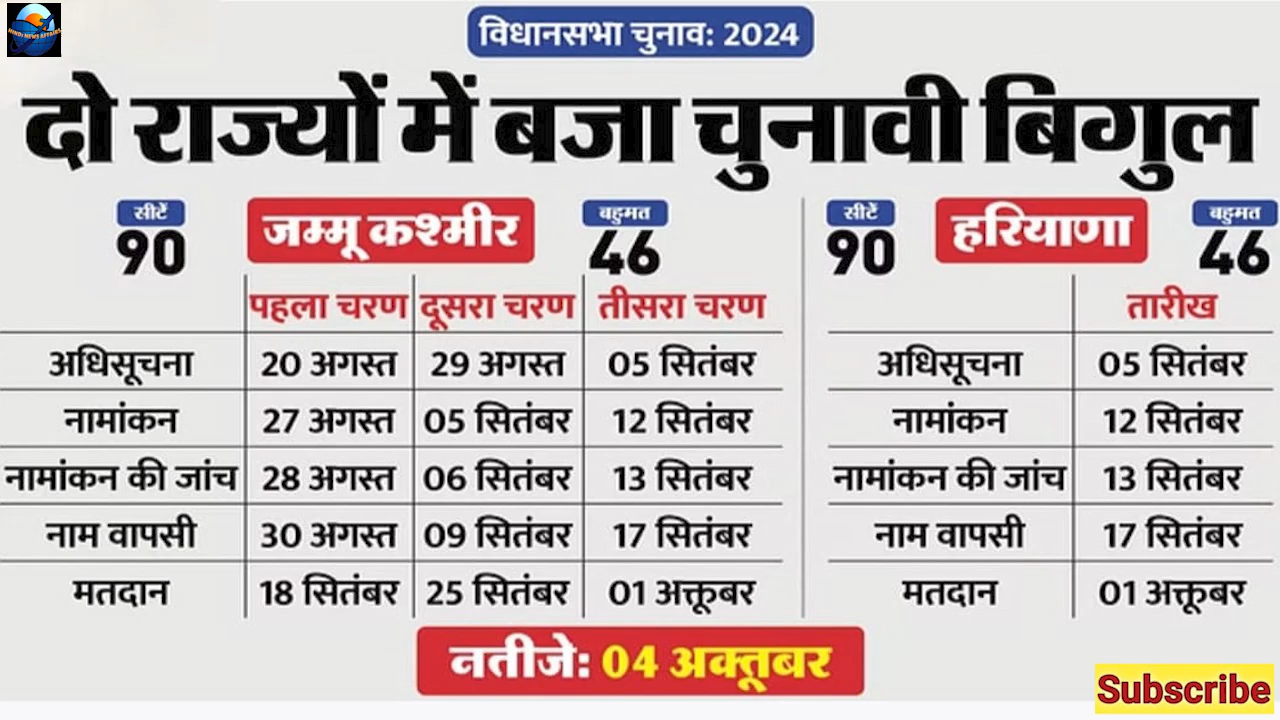 HINDI NEWS AFFAIRS
विधानसभा चुनाव: 2024
दो राज्यों में बजा चुनावी बिगुल
सीटें 90 जम्मू कश्मीर बहुमत 46
पहला चरण दूसरा चरण तीसरा चरण
अधिसूचना 20 अगस्त 29 अगस्त 05 सितंबर
नामांकन 27 अगस्त 05 सितंबर 12 सितंबर
नामांकन की जांच 28 अगस्त 06 सितंबर 13 सितंबर
नाम वापसी 30 अगस्त 09 सितंबर 17 सितंबर
मतदान 18 सितंबर 25 सितंबर 01 अक्तूबर
सीटें 90 हरियाणा बहुमत 46
तारीख
अधिसूचना 05 सितंबर
नामांकन 12 सितंबर
नामांकन की जांच 13 सितंबर
नाम वापसी 17 सितंबर
मतदान 01 अक्तूबर
नतीजे: 04 अक्तूबर
Subscribe